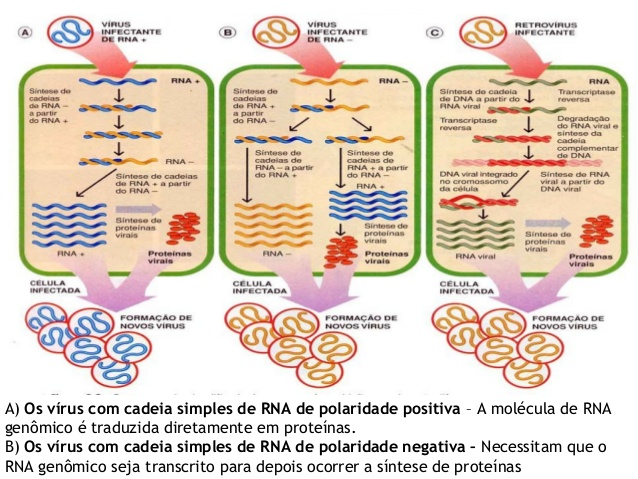 A
VÍRUS
INFECTANTE
DE RNA +
RNA +
Síntese de
cadeias
de RNA –
a partir
do RNA +
RNA –
Síntese de cadeias
de RNA + a partir
do RNA –
Síntese de
proteínas
virais
RNA +
Proteínas
virais
CÉLULA
INFECTADA
FORMAÇÃO DE
NOVOS VÍRUS
B
VÍRUS
INFECTANTE
DE RNA –
RNA –
Síntese de
cadeias
de RNA +
a partir
do RNA –
Síntese de
cadeias de
RNA – a partir
do RNA +
Síntese de
cadeias de
RNA + a partir
do RNA –
RNA +
Síntese de
proteínas
virais
RNA –
Proteínas
virais
CÉLULA
INFECTADA
FORMAÇÃO DE
NOVOS VÍRUS
C
RETROVÍRUS
INFECTANTE
RNA
Síntese de cadeia
de DNA a partir do
RNA viral
Transcriptase
reversa
Transcriptase
reversa
Degradação
do RNA viral e
síntese da
cadeia
complementar
de DNA
DNA viral integrado
no cromossomo
da célula
Síntese de RNA
viral a partir do
DNA viral
Síntese de
proteínas
virais
RNA viral
Proteínas
virais
CÉLULA
INFECTADA
FORMAÇÃO DE
NOVOS VÍRUS
A) Os vírus com cadeia simples de RNA de polaridade positiva – A molécula de RNA
genômico é traduzida diretamente em proteínas.
B) Os vírus com cadeia simples de RNA de polaridade negativa – Necessitam que o
RNA genômico seja transcrito para depois ocorrer a síntese de proteínas